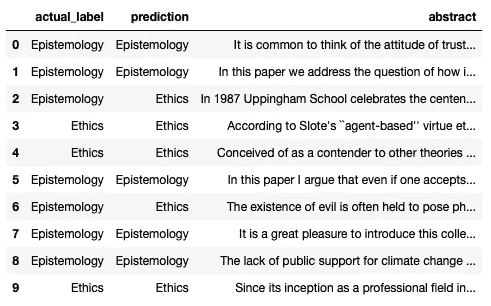 actual_label prediction abstract
0 Epistemology Epistemology It is common to think of the attitude of trust...
1 Epistemology Epistemology In this paper we address the question of how i...
2 Epistemology Ethics In 1987 Uppingham School celebrates the centen...
3 Ethics Ethics According to Slote's ``agent-based'' virtue et...
4 Ethics Ethics Conceived of as a contender to other theories ...
5 Epistemology Epistemology In this paper I argue that even if one accepts...
6 Epistemology Ethics The existence of evil is often held to pose ph...
7 Epistemology Epistemology It is a great pleasure to introduce this colle...
8 Epistemology Epistemology The lack of public support for climate change ...
9 Ethics Ethics Since its inception as a professional field in...